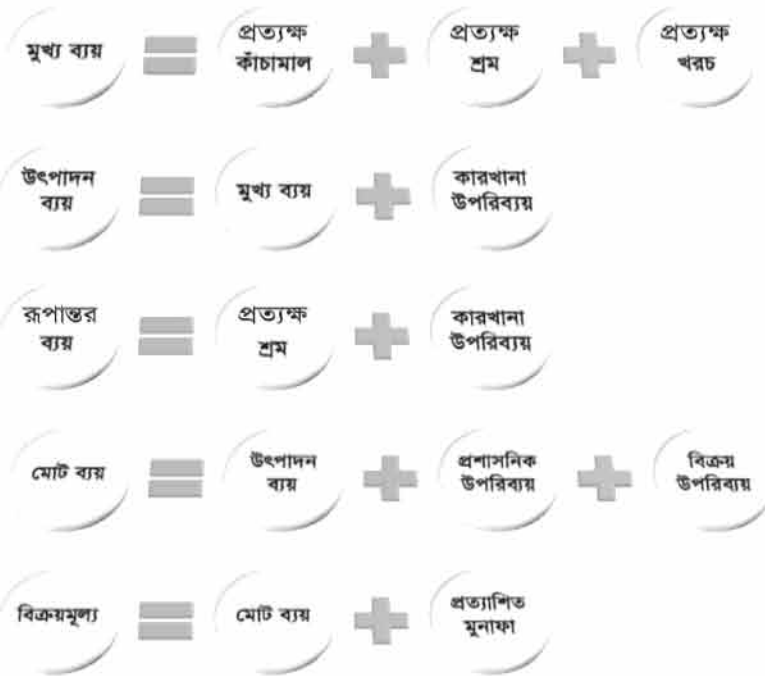 মুখ্য ব্যয় = প্রত্যক্ষ কাঁচামাল + প্রত্যক্ষ শ্রম + প্রত্যক্ষ খরচ
উৎপাদন ব্যয় = মুখ্য ব্যয় + কারখানা উপরিব্যয়
রূপান্তর ব্যয় = প্রত্যক্ষ শ্রম + কারখানা উপরিব্যয়
মোট ব্যয় = উৎপাদন ব্যয় + প্রশাসনিক উপরিব্যয় + বিক্রয় উপরিব্যয়
বিক্রয়মূল্য = মোট ব্যয় + প্রত্যাশিত মুনাফা